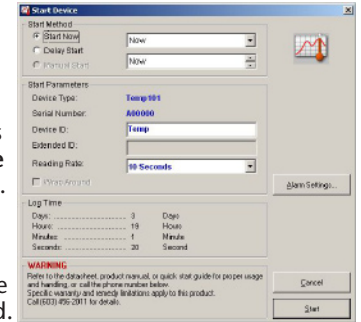 Start Device
Start Method
Start Now
Now
Delay Start
Manual Start
Now
Start Parameters
Device Type: Temp101
Serial Number: A00000
Device ID: Temp
Extended ID:
Reading Rate: 10 Seconds
Wrap Around
Alarm Settings...
Log Time
Days: 3 Days
Hours: 19 Hours
Minutes: 1 Minute
Seconds: 20 Second
WARNING
Refer to the datasheet, product manual, or quick start guide for proper usage
and handling, or call the phone number below.
Specific warranty and remedy limitations apply to this product.
Call (603) 456-2011 for details.
Cancel
Start
s
e
.
e
d.